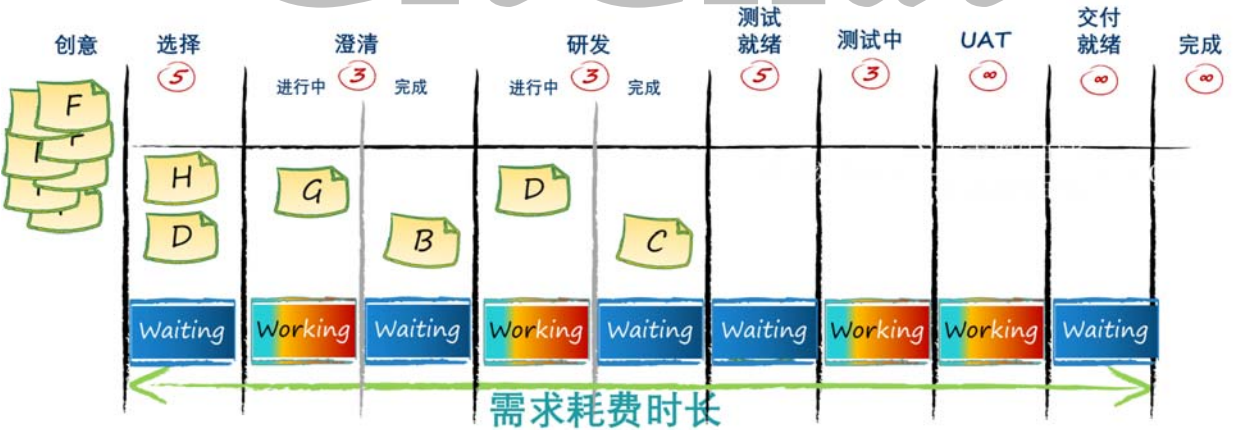 创意
选择
5
澄清
3
进行中
完成
研发
3
进行中
完成
测试
就绪
5
测试中
3
UAT
∞
交付
就绪
∞
完成
∞
F
H
D
G
B
D
C
Waiting
Working
Waiting
Working
Waiting
Waiting
Working
Working
Waiting
需求耗费时长